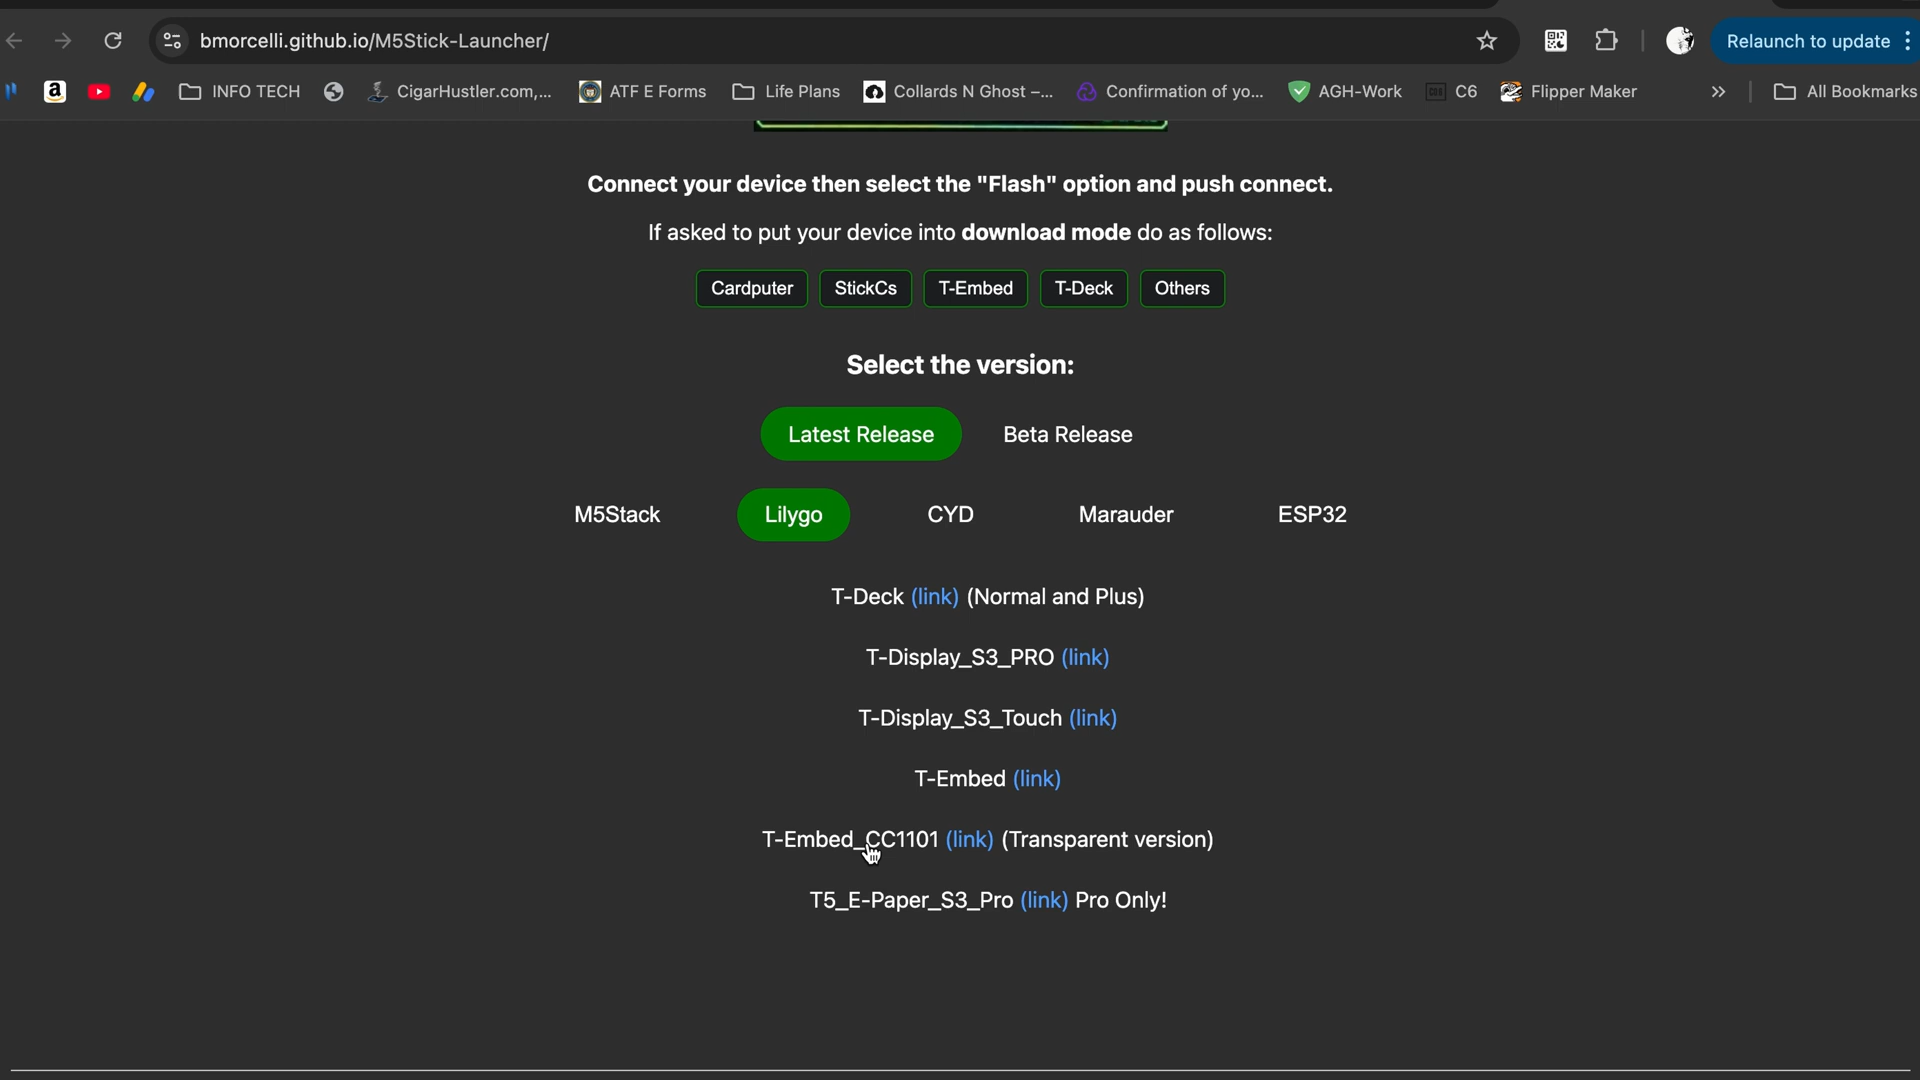 bmorcelli.github.io/M5Stick-Launcher/
Relaunch to update
INFO TECH
CigarHustler.com,...
ATF E Forms
Life Plans
Collards N Ghost –...
Confirmation of yo...
AGH-Work
C6
Flipper Maker
»
All Bookmarks
Connect your device then select the "Flash" option and push connect.
If asked to put your device into download mode do as follows:
Cardputer StickCs T-Embed T-Deck Others
Select the version:
Latest Release Beta Release
M5Stack Lilygo CYD Marauder ESP32
T-Deck (link) (Normal and Plus)
T-Display_S3_PRO (link)
T-Display_S3_Touch (link)
T-Embed (link)
T-Embed_CC1101 (link) (Transparent version)
T5_E-Paper_S3_Pro (link) Pro Only!